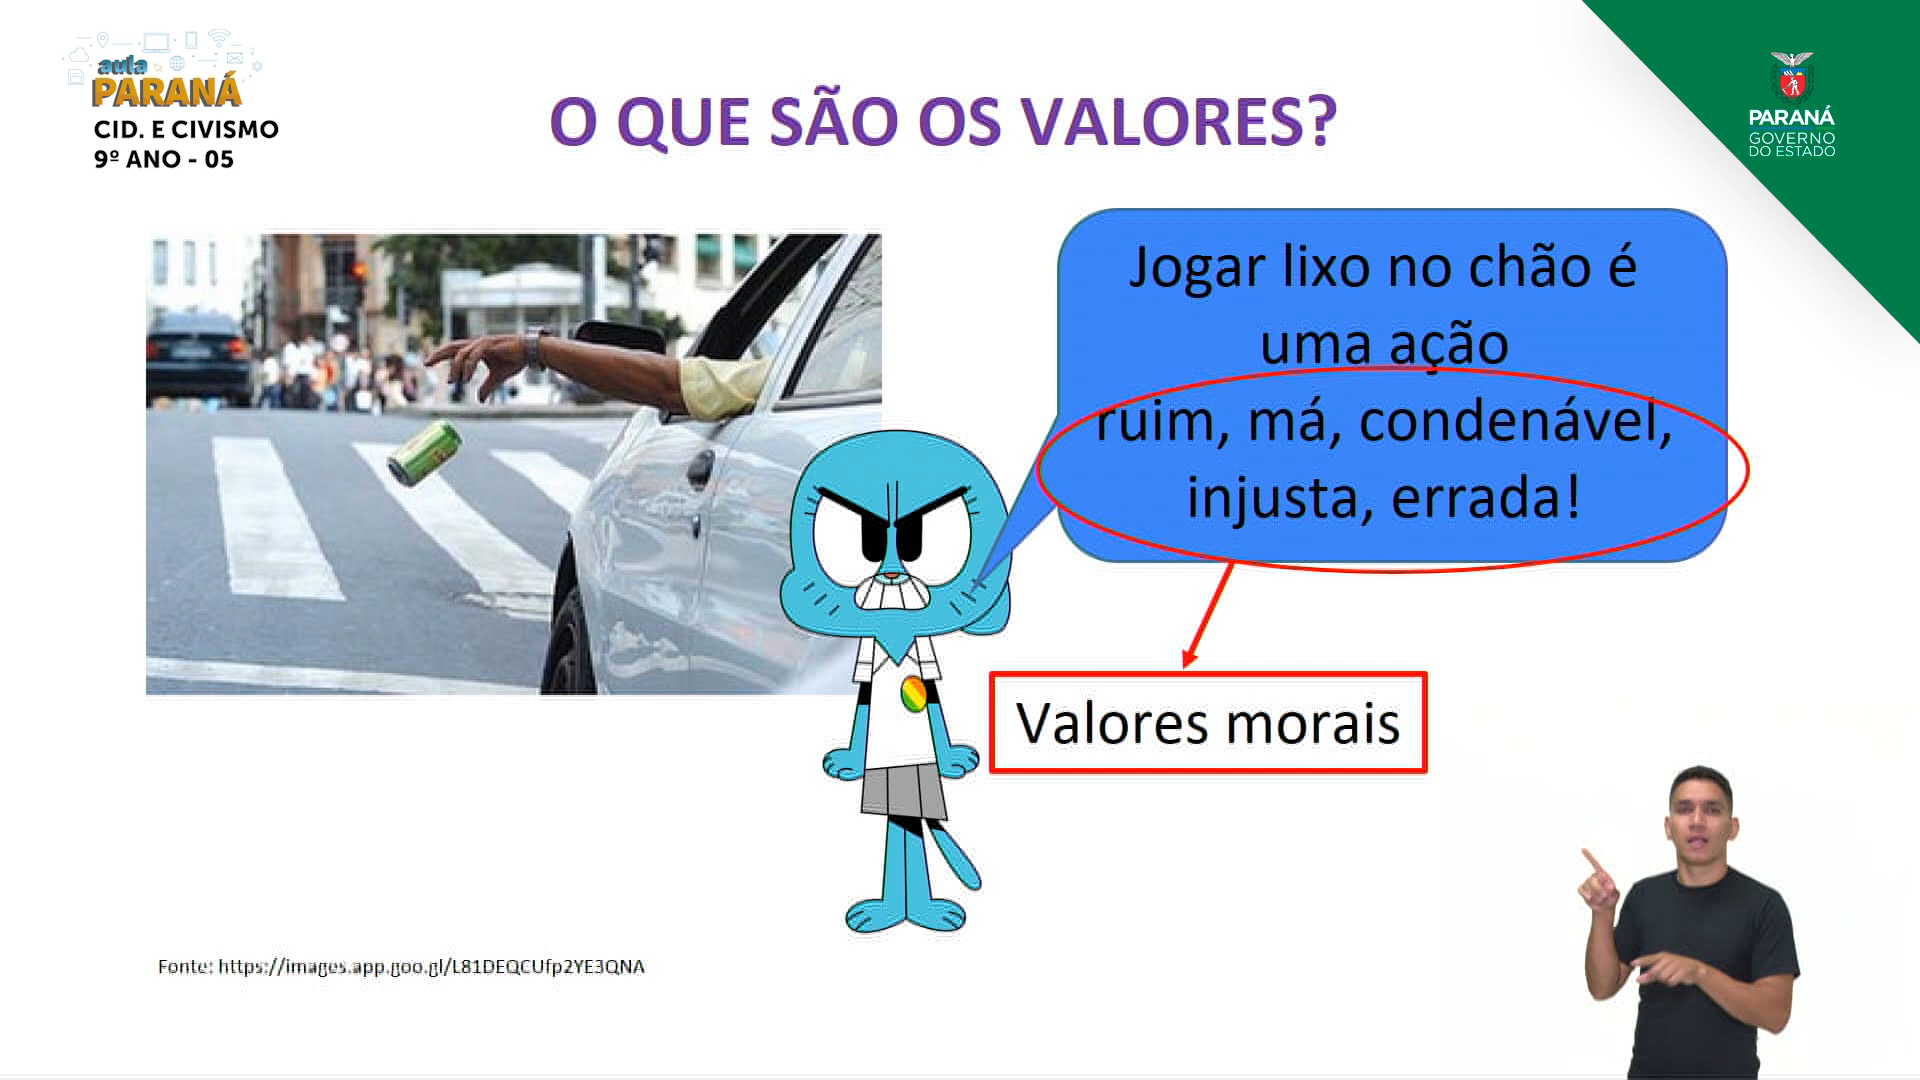 aula
PARANÁ
CID. E CIVISMO
9º ANO - 05
O QUE SÃO OS VALORES?
PARANÁ
GOVERNO
DO ESTADO
Jogar lixo no chão é
uma ação
ruim, má, condenável,
injusta, errada!
Valores morais
Fonte: https://images.app.goo.gl/L81DEQCUfp2YE3QNA